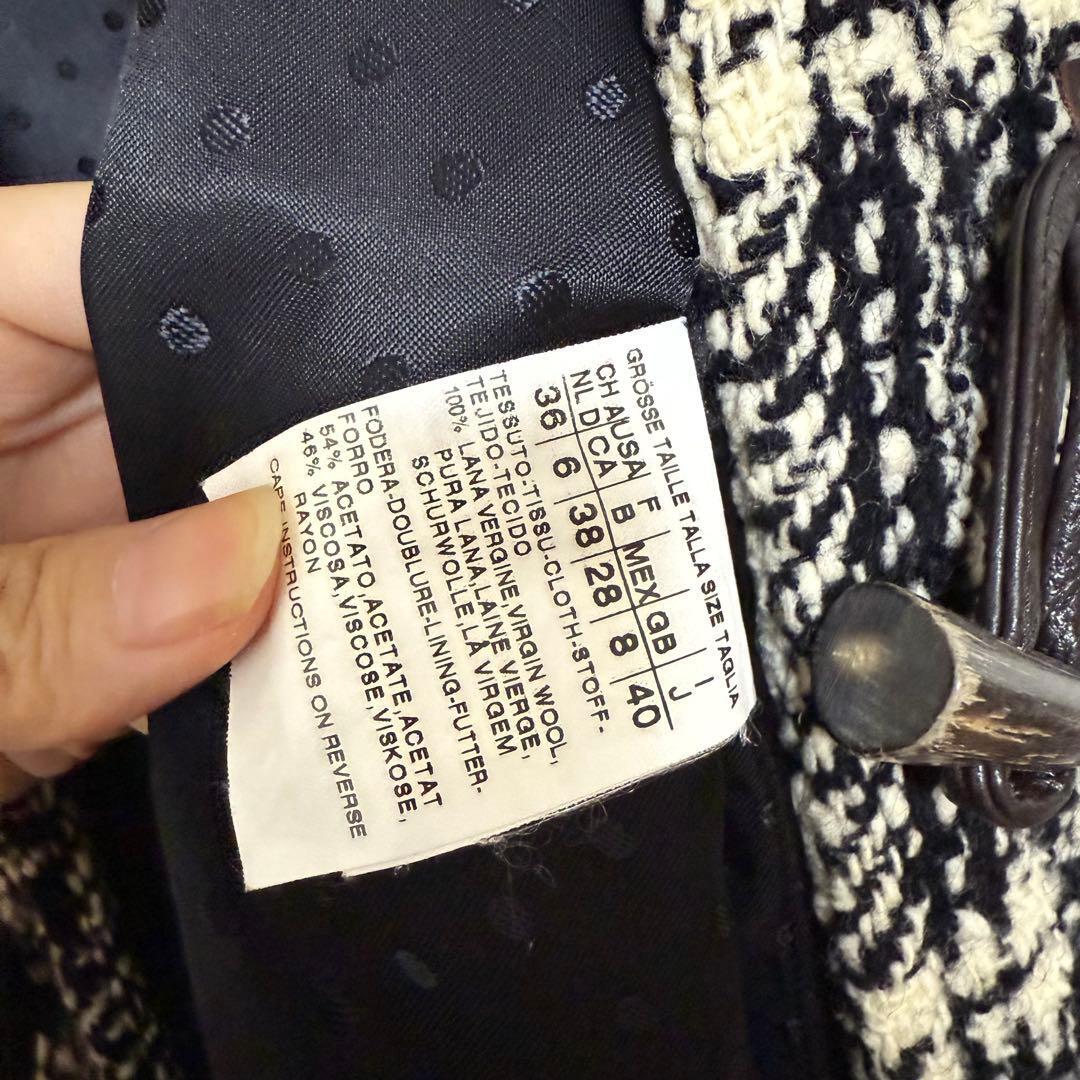 GRÖSSE TAILLE TALLA SIZE TAGLIA
CH A USA F I
NL D CA B MEX GB J
36 6 38 28 8 40
TESSUTO-TISSU-CLOTH-STOFF-
TEJIDO-TECIDO
100% LANA VERGINE,VIRGIN WOOL,
PURA LANA,LAINE VIERGE,
SCHURWOLLE,LÃ VIRGEM
FODERA-DOUBLURE-LINING-FUTTER-
FORRO
54% ACETATO,ACETATE,ACETAT
46% VISCOSA,VISCOSE,VISKOSE,
RAYON
CARE INSTRUCTIONS ON REVERSE